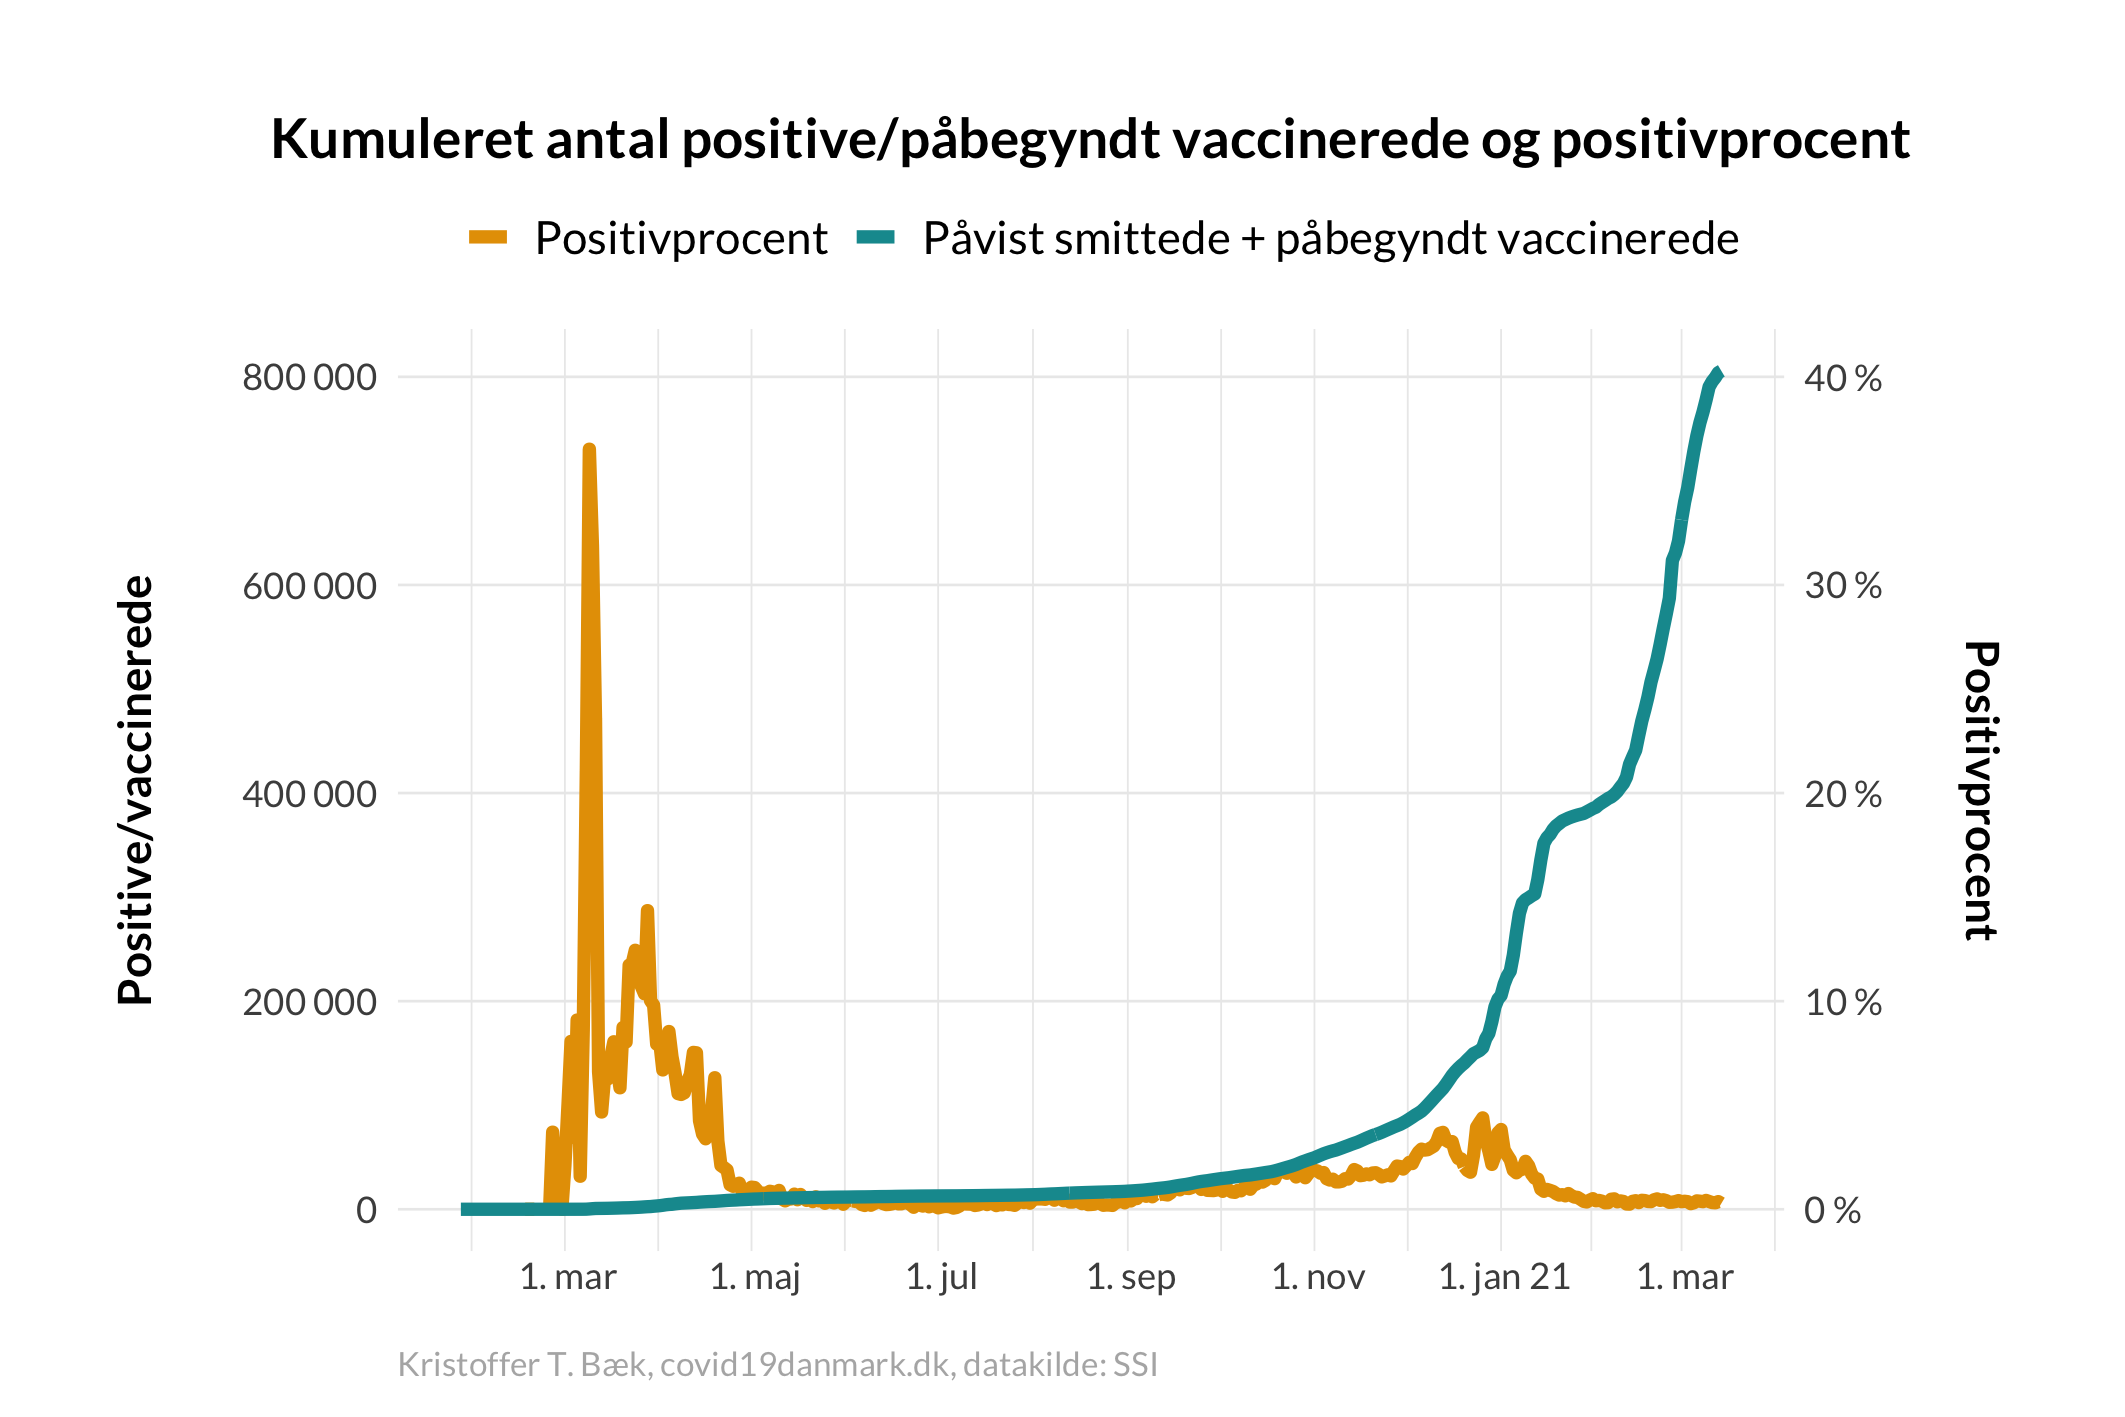 Kumuleret antal positive/påbegyndt vaccinerede og positivprocent
Positivprocent
Påvist smittede + påbegyndt vaccinerede
Positive/vaccinerede
800 000
600 000
400 000
200 000
0
40 %
30 %
20 %
10 %
0 %
Positivprocent
1. mar
1. maj
1. jul
1. sep
1. nov
1. jan 21
1. mar
Kristoffer T. Bæk, covid19danmark.dk, datakilde: SSI